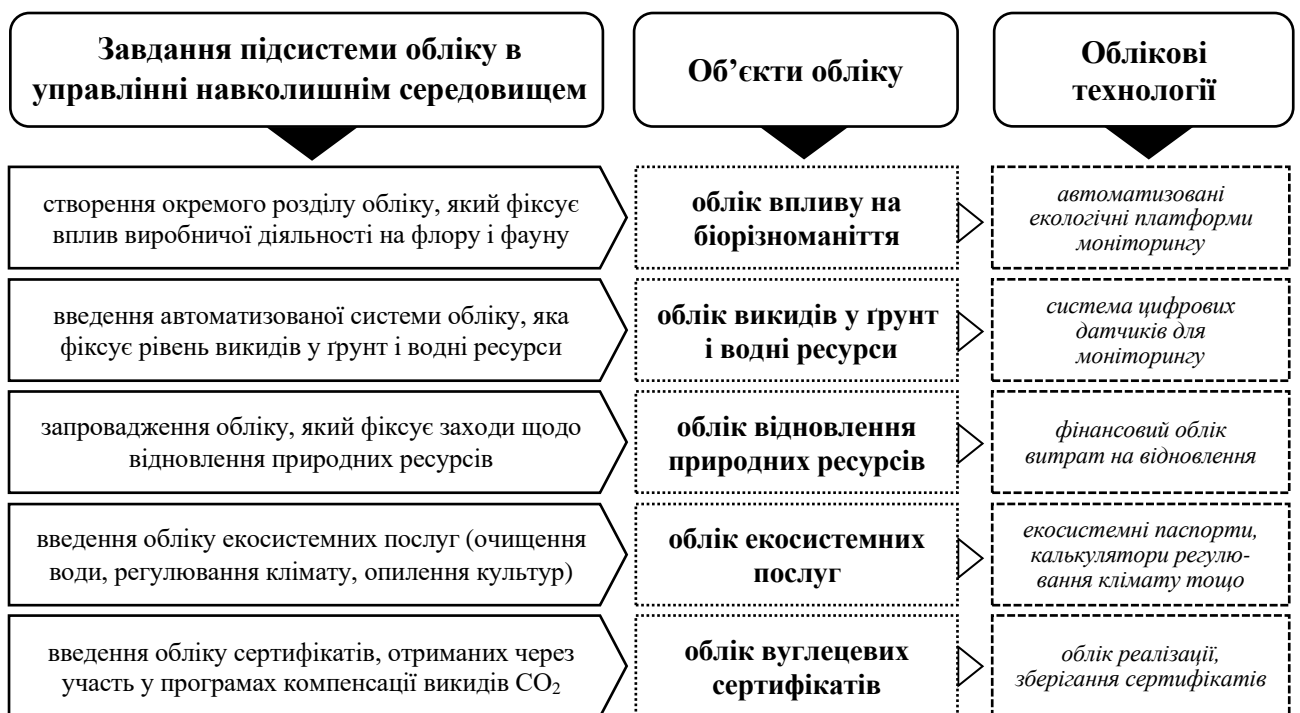 Завдання підсистеми обліку в
управлінні навколишнім середовищем
Об’єкти обліку
Облікові
технології
створення окремого розділу обліку, який фіксує
вплив виробничої діяльності на флору і фауну
облік впливу на
біорізноманіття
автоматизовані
екологічні платформи
моніторингу
введення автоматизованої системи обліку, яка
фіксує рівень викидів у ґрунт і водні ресурси
облік викидів у ґрунт
і водні ресурси
система цифрових
датчиків для
моніторингу
запровадження обліку, який фіксує заходи щодо
відновлення природних ресурсів
облік відновлення
природних ресурсів
фінансовий облік
витрат на відновлення
введення обліку екосистемних послуг (очищення
води, регулювання клімату, опилення культур)
облік екосистемних
послуг
екосистемні паспорти,
калькулятори регулю-
вання клімату тощо
введення обліку сертифікатів, отриманих через
участь у програмах компенсації викидів CO₂
облік вуглецевих
сертифікатів
облік реалізації,
зберігання сертифікатів